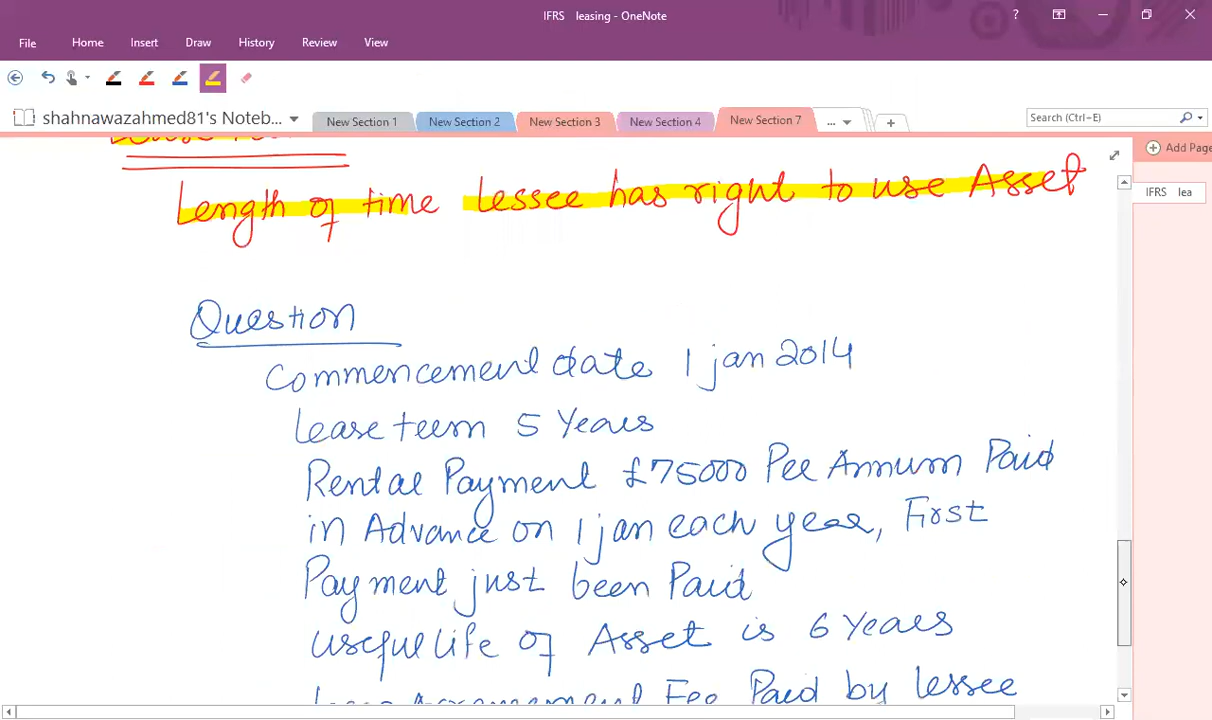 IFRS leasing - OneNote
?
File Home Insert Draw History Review View
shahnawazahmed81's Noteb...
New Section 1 New Section 2 New Section 3 New Section 4 New Section 7 ...
Search (Ctrl+E)
Add Page
IFRS lea
Length of time lessee has right to use Asset
Question
Commencement date 1 jan 2014
Lease term 5 Years
Rental Payment £75000 Per Annum Paid
in Advance on 1 jan each year, First
Payment just been Paid
useful life of Asset is 6 Years
Fee Paid by lessee